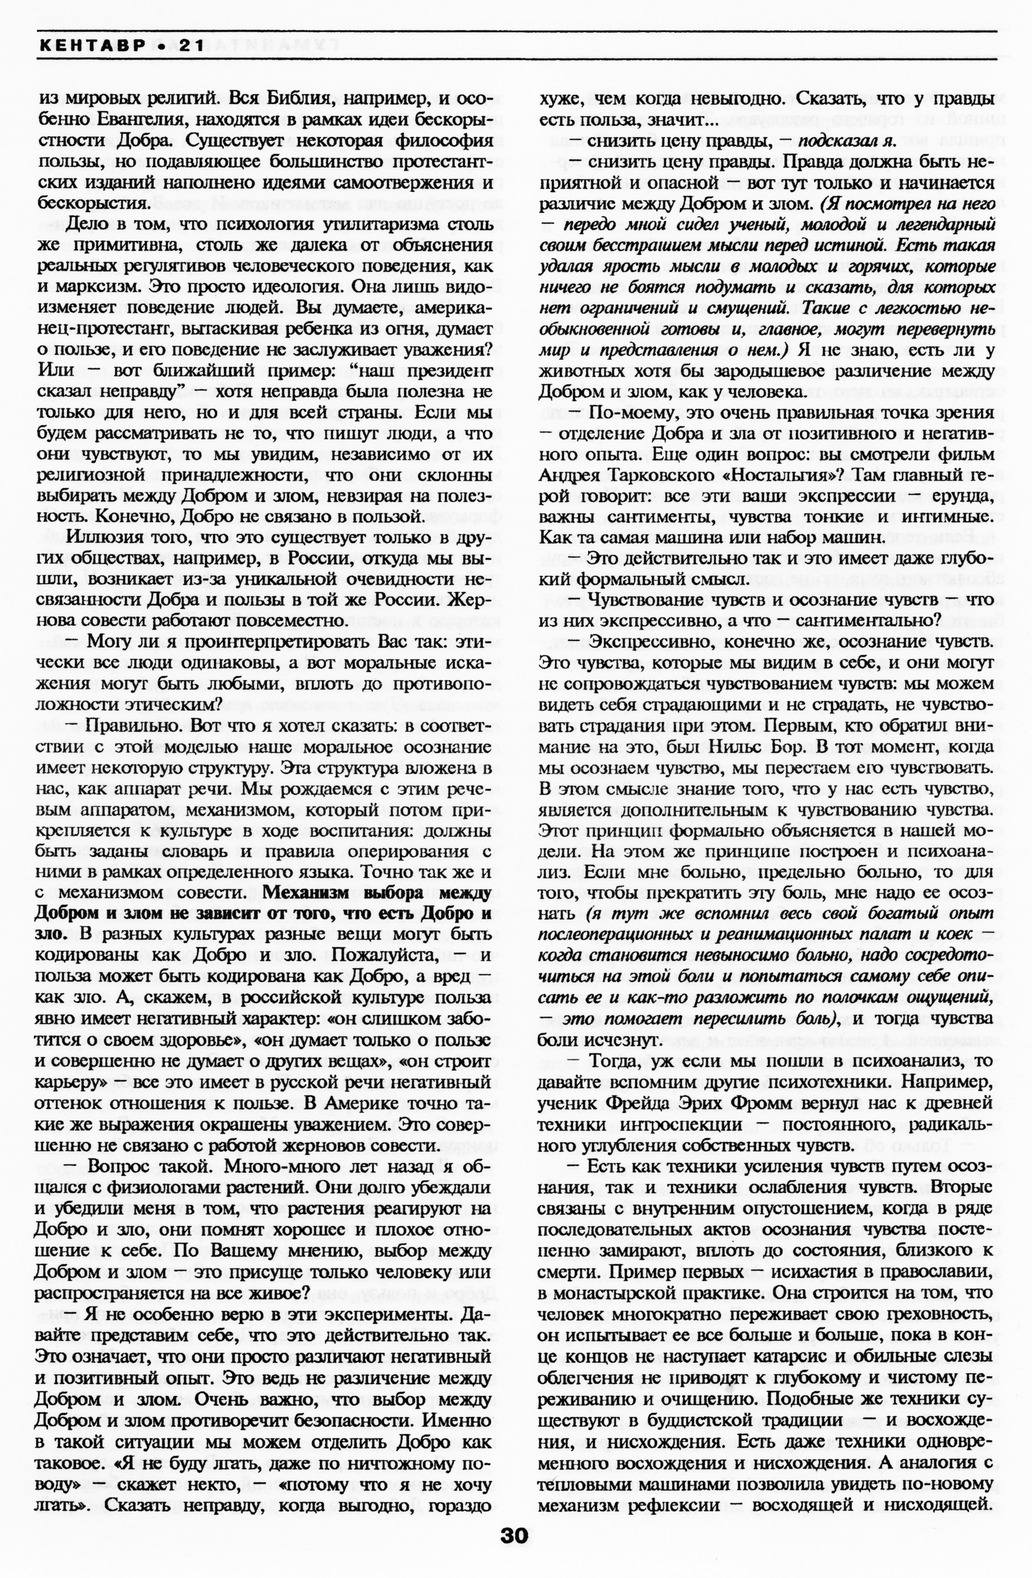 КЕНТАВР • 21
из мировых религий. Вся Библия, например, и осо-
бенно Евангелия, находятся в рамках идеи бескоры-
стности Добра. Существует некоторая философия
пользы, но подавляющее большинство протестант-
ских изданий наполнено идеями самоотвержения и
бескорыстия.
Дело в том, что психология утилитаризма столь
же примитивна, столь же далека от объяснения
реальных регулятивов человеческого поведения, как
и марксизм. Это просто идеология. Она лишь видо-
изменяет поведение людей. Вы думаете, америка-
нец-протестант, вытаскивая ребенка из огня, думает
о пользе, и его поведение не заслуживает уважения?
Или — вот ближайший пример: “наш президент
сказал неправду” — хотя неправда была полезна не
только для него, но и для всей страны. Если мы
будем рассматривать не то, что пишут люди, а что
они чувствуют, то мы увидим, независимо от их
религиозной принадлежности, что они склонны
выбирать между Добром и злом, невзирая на полез-
ность. Конечно, Добро не связано в пользой.
Иллюзия того, что это существует только в дру-
гих обществах, например, в России, откуда мы вы-
шли, возникает из-за уникальной очевидности не-
связанности Добра и пользы в той же России. Жер-
нова совести работают повсеместно.
— Могу ли я проинтерпретировать Вас так: эти-
чески все люди одинаковы, а вот моральные иска-
жения могут быть любыми, вплоть до противопо-
ложности этическим?
— Правильно. Вот что я хотел сказать: в соответ-
ствии с этой моделью наше моральное осознание
имеет некоторую структуру. Эта структура вложена в
нас, как аппарат речи. Мы рождаемся с этим рече-
вым аппаратом, механизмом, который потом при-
крепляется к культуре в ходе воспитания: должны
быть заданы словарь и правила оперирования с
ними в рамках определенного языка. Точно так же и
с механизмом совести. Механизм выбора между
Добром и злом не зависит от того, что есть Добро и
зло. В разных культурах разные вещи могут быть
кодированы как Добро и зло. Пожалуйста, — и
польза может быть кодирована как Добро, а вред —
как зло. А, скажем, в российской культуре польза
явно имеет негативный характер: «он слишком забо-
тится о своем здоровье», «он думает только о пользе
и совершенно не думает о других вещах», «он строит
карьеру» — все это имеет в русской речи негативный
оттенок отношения к пользе. В Америке точно та-
кие же выражения окрашены уважением. Это совер-
шенно не связано с работой жерновов совести.
— Вопрос такой. Много-много лет назад я об-
щался с физиологами растений. Они долго убеждали
и убедили меня в том, что растения реагируют на
Добро и зло, они помнят хорошее и плохое отно-
шение к себе. По Вашему мнению, выбор между
Добром и злом — это присуще только человеку или
распространяется на все живое?
— Я не особенно верю в эти эксперименты. Да-
вайте представим себе, что это действительно так.
Это означает, что они просто различают негативный
и позитивный опыт. Это ведь не различение между
Добром и злом. Очень важно, что выбор между
Добром и злом противоречит безопасности. Именно
в такой ситуации мы можем отделить Добро как
таковое. «Я не буду лгать, даже по ничтожному по-
воду» — скажет некто, — «потому что я не хочу
лгать». Сказать неправду, когда выгодно, гораздо
хуже, чем когда невыгодно. Сказать, что у правды
есть польза, значит...
— снизить цену правды, — подсказал я.
— снизить цену правды. Правда должна быть не-
приятной и опасной — вот тут только и начинается
различие между Добром и злом. (Я посмотрел на него
— передо мной сидел ученый, молодой и легендарный
своим бесстрашием мысли перед истиной. Есть такая
удалая ярость мысли в молодых и горячих, которые
ничего не боятся подумать и сказать, для которых
нет ограничений и смущений. Такие с легкостью не-
обыкновенной готовы и, главное, могут перевернуть
мир и представления о нем.) Я не знаю, есть ли у
животных хотя бы зародышевое различение между
Добром и злом, как у человека.
— По-моему, это очень правильная точка зрения
— отделение Добра и зла от позитивного и негатив-
ного опыта. Еще один вопрос: вы смотрели фильм
Андрея Тарковского «Ностальгия»? Там главный ге-
рой говорит: все эти ваши экспрессии — ерунда,
важны сантименты, чувства тонкие и интимные.
Как та самая машина или набор машин.
— Это действительно так и это имеет даже глубо-
кий формальный смысл.
— Чувствование чувств и осознание чувств — что
из них экспрессивно, а что — сантиментально?
— Экспрессивно, конечно же, осознание чувств.
Это чувства, которые мы видим в себе, и они могут
не сопровождаться чувствованием чувств: мы можем
видеть себя страдающими и не страдать, не чувство-
вать страдания при этом. Первым, кто обратил вни-
мание на это, был Нильс Бор. В тот момент, когда
мы осознаем чувство, мы перестаем его чувствовать.
В этом смысле знание того, что у нас есть чувство,
является дополнительным к чувствованию чувства.
Этот принцип формально объясняется в нашей мо-
дели. На этом же принципе построен и психоана-
лиз. Если мне больно, предельно больно, то для
того, чтобы прекратить эту боль, мне надо ее осоз-
нать (я тут же вспомнил весь свой богатый опыт
послеоперационных и реанимационных палат и коек —
когда становится невыносимо больно, надо сосредото-
читься на этой боли и попытаться самому себе опи-
сать ее и как-то разложить по полочкам ощущений,
— это помогает пересилить боль), и тогда чувства
боли исчезнут.
— Тогда, уж если мы пошли в психоанализ, то
давайте вспомним другие психотехники. Например,
ученик Фрейда Эрих Фромм вернул нас к древней
техники интроспекции — постоянного, радикаль-
ного углубления собственных чувств.
— Есть как техники усиления чувств путем осоз-
нания, так и техники ослабления чувств. Вторые
связаны с внутренним опустошением, когда в ряде
последовательных актов осознания чувства посте-
пенно замирают, вплоть до состояния, близкого к
смерти. Пример первых — исихастия в православии,
в монастырской практике. Она строится на том, что
человек многократно переживает свою греховность,
он испытывает ее все больше и больше, пока в кон-
це концов не наступает катарсис и обильные слезы
облегчения не приводят к глубокому и чистому пе-
реживанию и очищению. Подобные же техники су-
ществуют в буддистской традиции — и восхожде-
ния, и нисхождения. Есть даже техники одновре-
менного восхождения и нисхождения. А аналогия с
тепловыми машинами позволила увидеть по-новому
механизм рефлексии — восходящей и нисходящей.
30